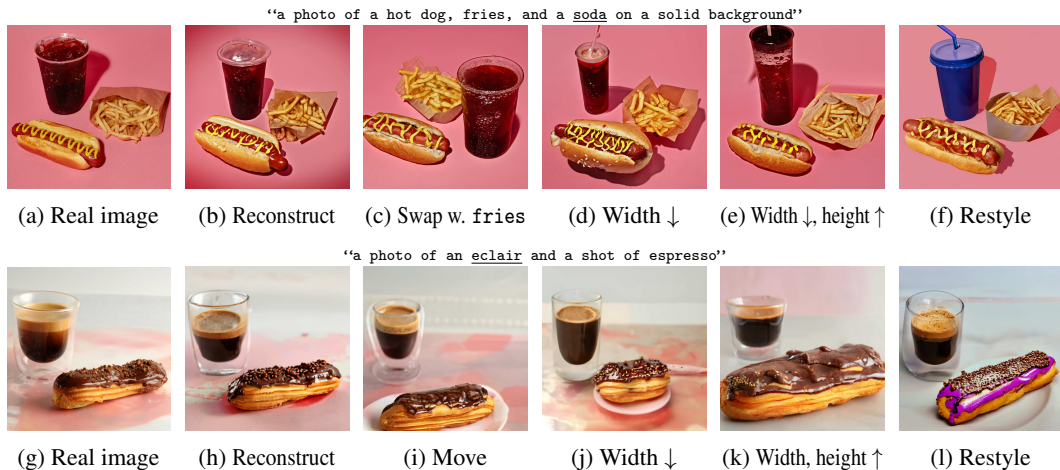 “a photo of a hot dog, fries, and a soda on a solid background”
(a) Real image (b) Reconstruct (c) Swap w. fries (d) Width ↓ (e) Width ↓, height ↑ (f) Restyle
“a photo of an eclair and a shot of espresso”
(g) Real image (h) Reconstruct (i) Move (j) Width ↓ (k) Width, height ↑ (l) Restyle